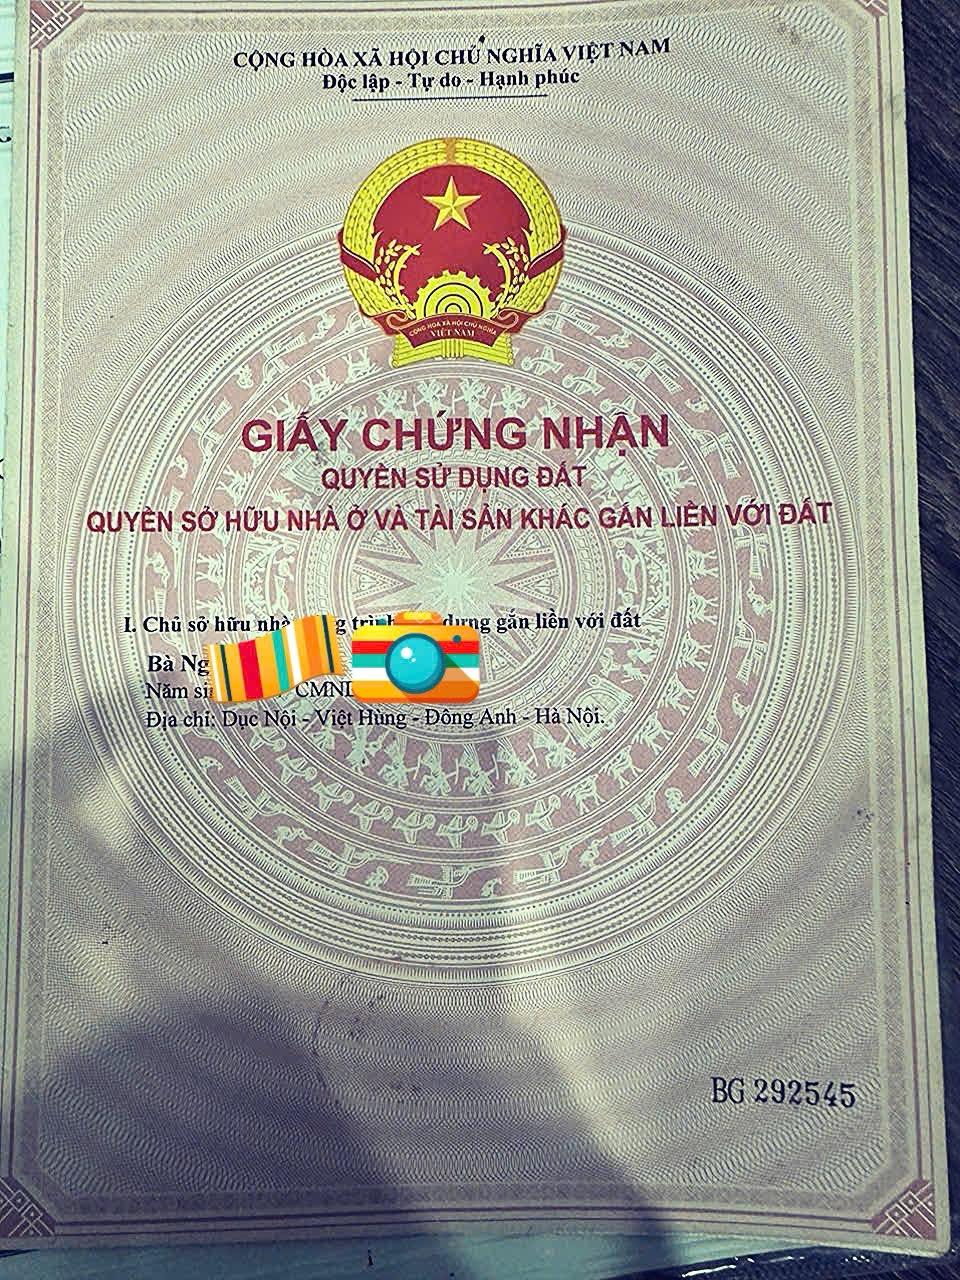 CỘNG HÒA XÃ HỘI CHỦ NGHĨA VIỆT NAM
Độc lập - Tự do - Hạnh phúc
CỘNG HÒA XÃ HỘI CHỦ NGHĨA
VIỆT NAM
GIẤY CHỨNG NHẬN
QUYỀN SỬ DỤNG ĐẤT
QUYỀN SỞ HỮU NHÀ Ở VÀ TÀI SẢN KHÁC GẮN LIỀN VỚI ĐẤT
I. Chủ sở hữu nhà dựng gắn liền với đất
Bà Ng
Năm CMND
Địa chỉ: Dục Nội - Việt Hùng - Đông Anh - Hà Nội.
BG 292545